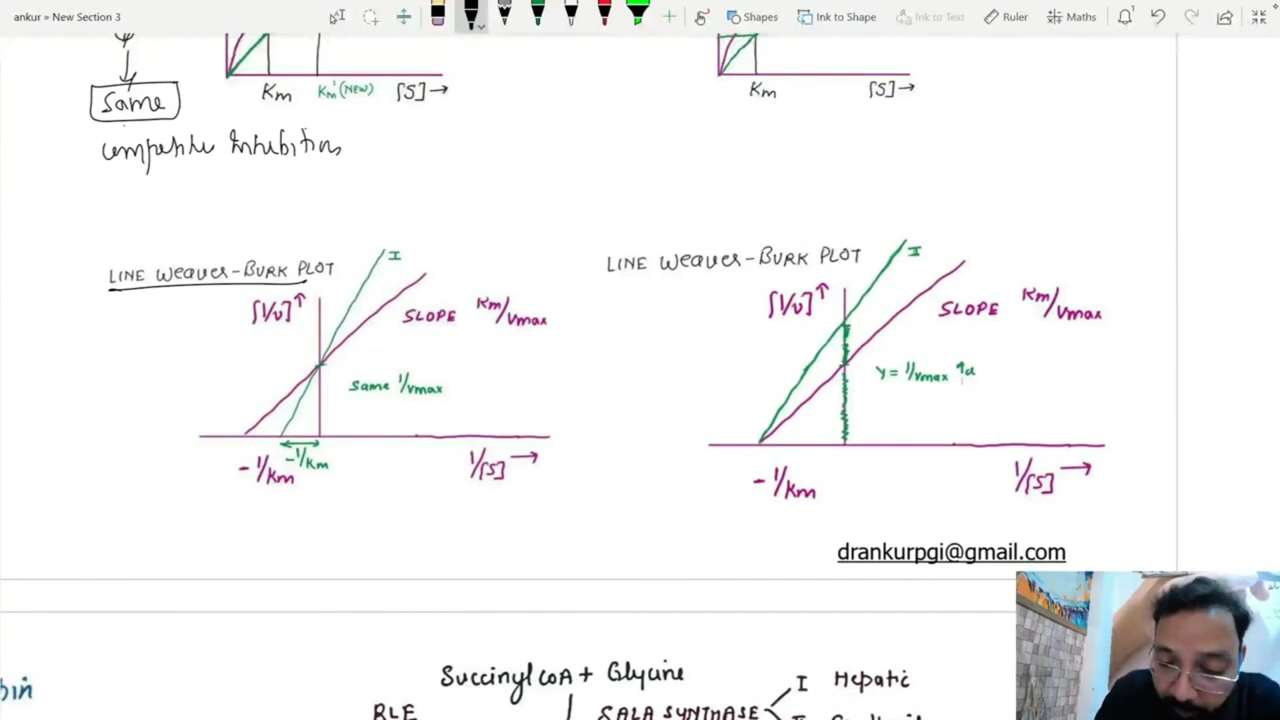 ankur » New Section 3
Shapes
Ink to Shape
Ink to Text
Ruler
Maths
Same
Km
Km'(NEW)
[S]→
Km
[S]→
competitive Inhibition
LINE Weaver-BURK PLOT
I
[1/v]↑
SLOPE Km/Vmax
Same 1/Vmax
-1/Km
-1/Km
1/[S] →
LINE Weaver-BURK PLOT
I
[1/v]↑
SLOPE Km/Vmax
Y = 1/Vmax ↑
-1/Km
1/[S] →
drankurpgi@gmail.com
Succinyl coA + Glycine
I Hepatic
RLE
SALA SYNTHASE